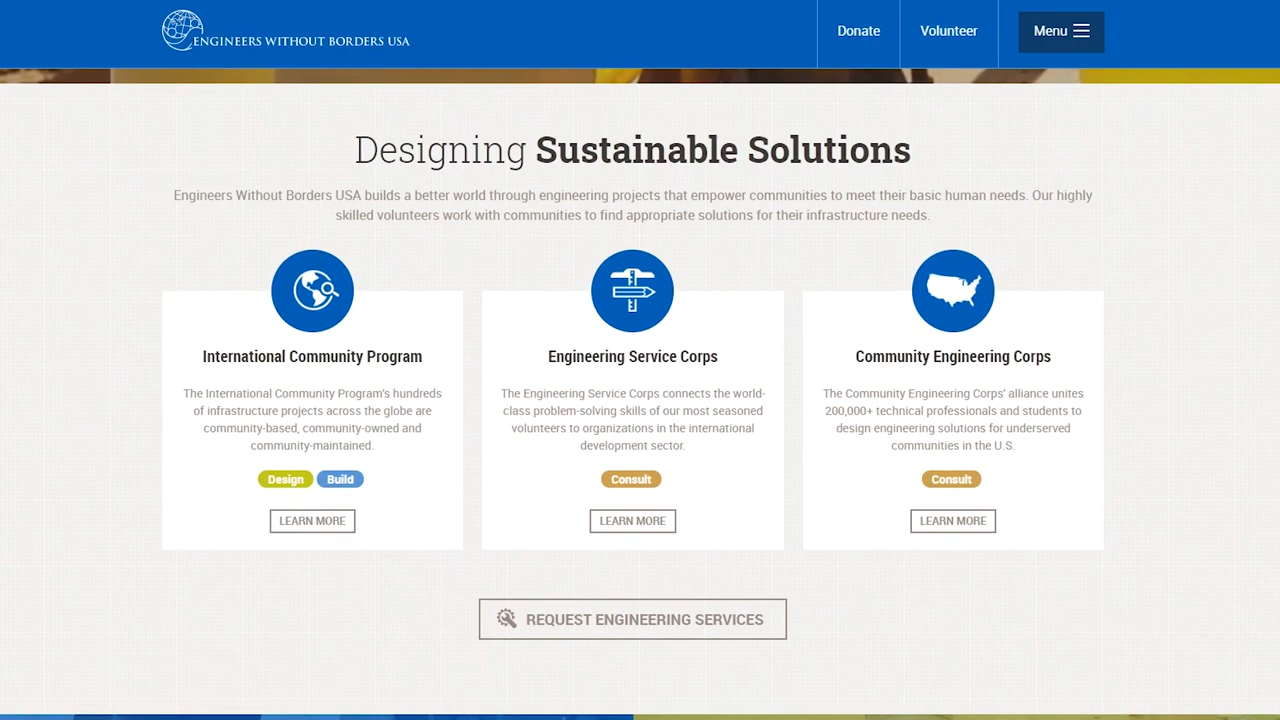 ENGINEERS WITHOUT BORDERS USA
Donate
Volunteer
Menu
Designing Sustainable Solutions
Engineers Without Borders USA builds a better world through engineering projects that empower communities to meet their basic human needs. Our highly
skilled volunteers work with communities to find appropriate solutions for their infrastructure needs.
International Community Program
The International Community Program's hundreds
of infrastructure projects across the globe are
community-based, community-owned and
community-maintained.
Design
Build
LEARN MORE
Engineering Service Corps
The Engineering Service Corps connects the world-
class problem-solving skills of our most seasoned
volunteers to organizations in the international
development sector.
Consult
LEARN MORE
Community Engineering Corps
The Community Engineering Corps' alliance unites
200,000+ technical professionals and students to
design engineering solutions for underserved
communities in the U.S.
Consult
LEARN MORE
REQUEST ENGINEERING SERVICES